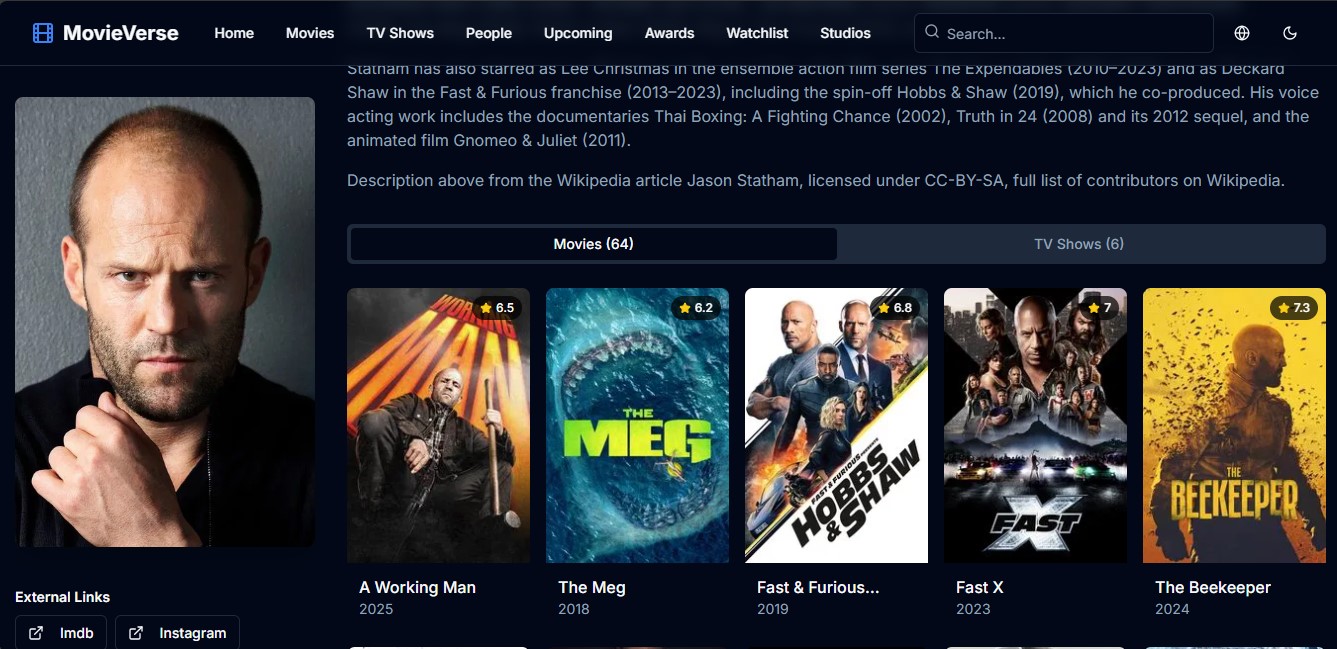 MovieVerse
Home
Movies
TV Shows
People
Upcoming
Awards
Watchlist
Studios
Search...
Statham has also starred as Lee Christmas in the ensemble action film series The Expendables (2010–2023) and as Deckard
Shaw in the Fast & Furious franchise (2013–2023), including the spin-off Hobbs & Shaw (2019), which he co-produced. His voice
acting work includes the documentaries Thai Boxing: A Fighting Chance (2002), Truth in 24 (2008) and its 2012 sequel, and the
animated film Gnomeo & Juliet (2011).
Description above from the Wikipedia article Jason Statham, licensed under CC-BY-SA, full list of contributors on Wikipedia.
Movies (64)
TV Shows (6)
6.5
WORKING
MAN
A Working Man
2025
6.2
THE
MEG
The Meg
2018
6.8
FAST & FURIOUS
HOBBS
& SHAW
Fast & Furious...
2019
7
FAST X
Fast X
2023
7.3
THE
BEEKEEPER
The Beekeeper
2024
External Links
Imdb
Instagram